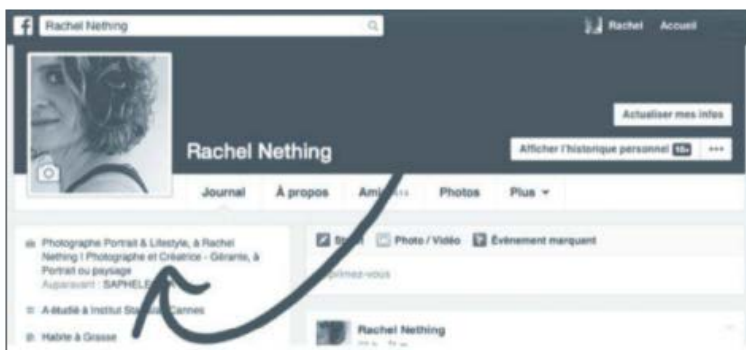 f Rachel Nething Rachel Accueil
Actualiser mes infos
Rachel Nething Afficher l'historique personnel 10+ •••
Journal À propos Photos Plus
Photographe Portrait & Lifestyle, à Rachel
Nething I Photographe et Créatrice - Gérante, à
Portrait ou paysage
Auparavant :
A étudié à Institut Cannes
Habite à Grasse
Photo / Vidéo Évènement marquant
Rachel Nething